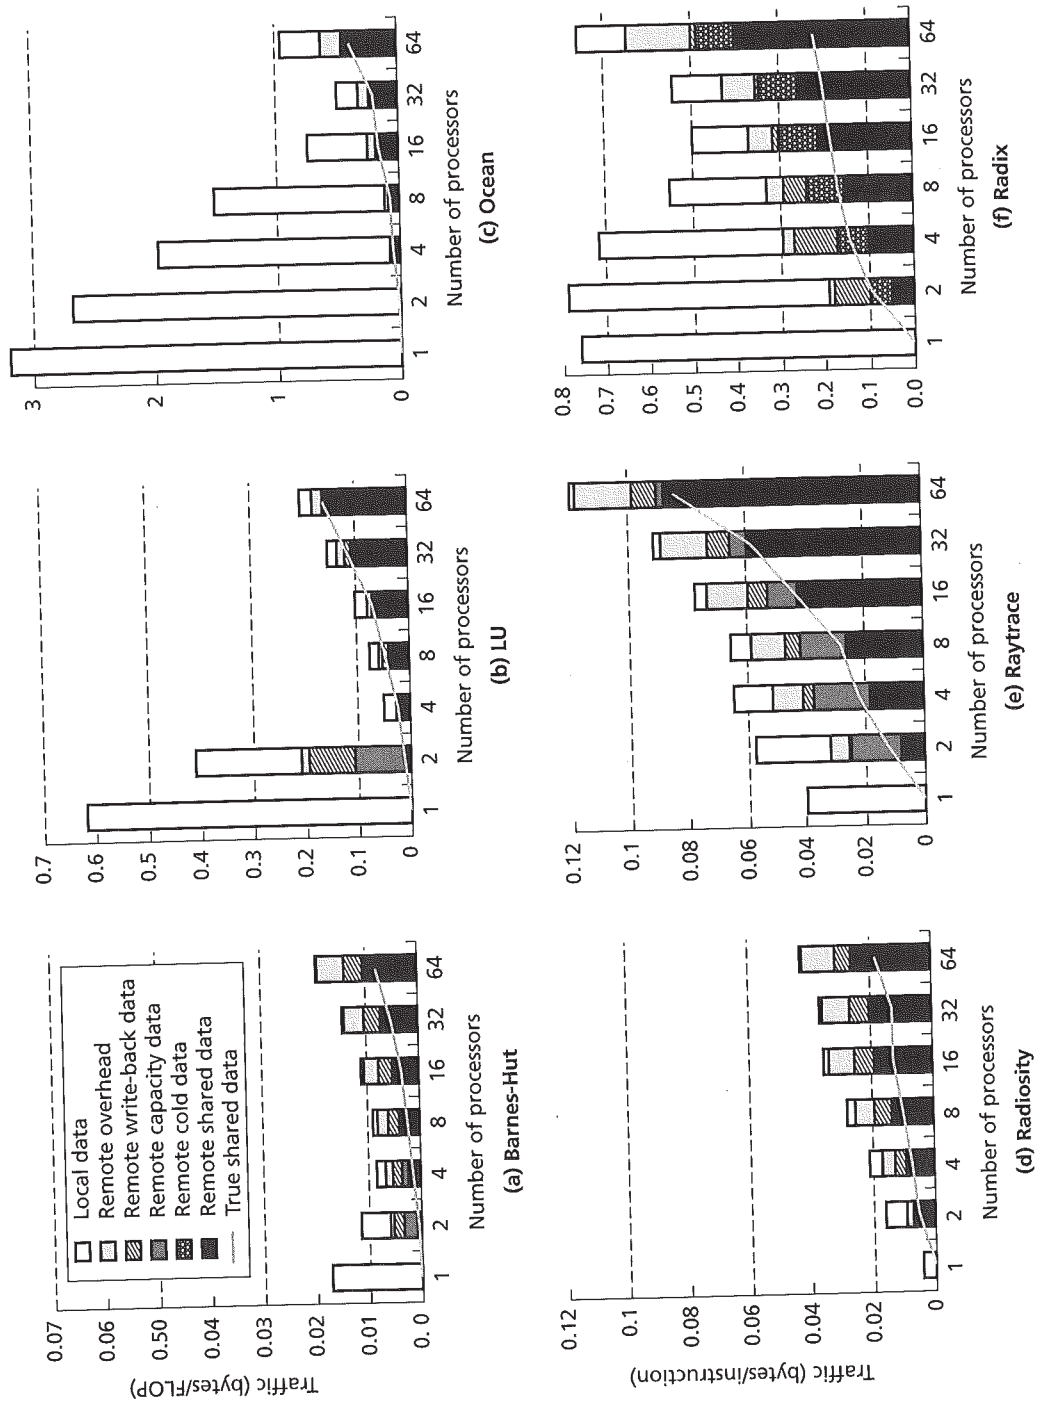 Traffic (bytes/FLOP)
0.07
0.06
0.50
0.04
0.03
0.02
0.01
0.0
Local data
Remote overhead
Remote write-back data
Remote capacity data
Remote cold data
Remote shared data
True shared data
1 2 4 8 16 32 64
Number of processors
(a) Barnes-Hut
0.7
0.6
0.5
0.4
0.3
0.2
0.1
0
1 2 4 8 16 32 64
Number of processors
(b) LU
3
2
1
0
1 2 4 8 16 32 64
Number of processors
(c) Ocean
Traffic (bytes/instruction)
0.12
0.1
0.08
0.06
0.04
0.02
0
1 2 4 8 16 32 64
Number of processors
(d) Radiosity
0.12
0.1
0.08
0.06
0.04
0.02
0
1 2 4 8 16 32 64
Number of processors
(e) Raytrace
0.8
0.7
0.6
0.5
0.4
0.3
0.2
0.1
0.0
1 2 4 8 16 32 64
Number of processors
(f) Radix